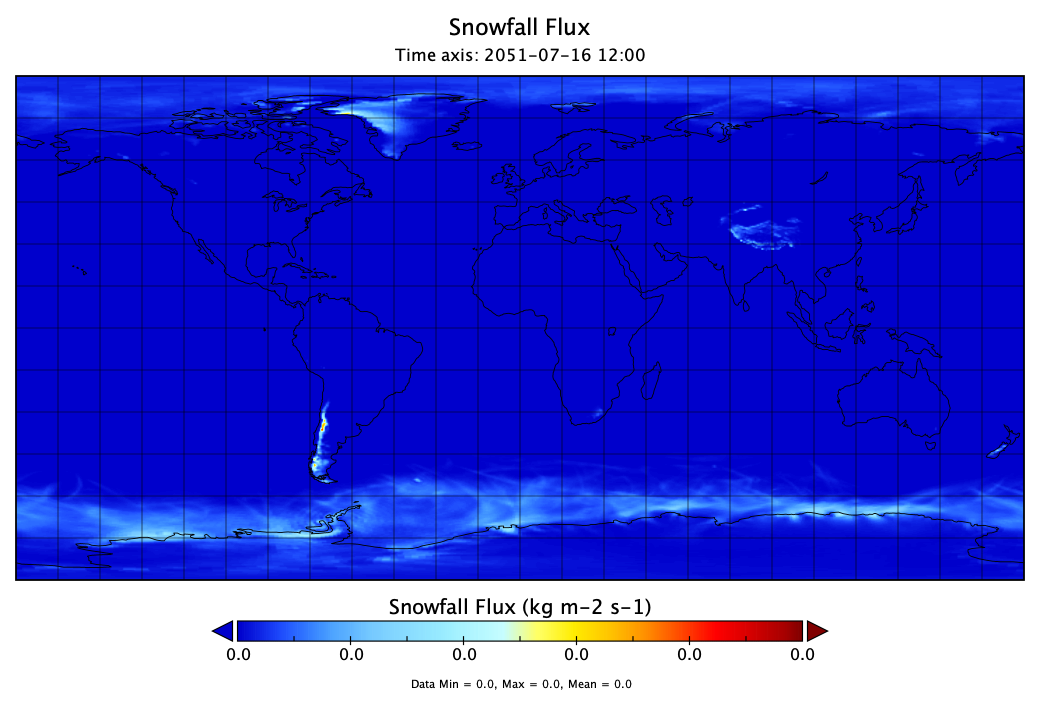 Snowfall Flux
Time axis: 2051-07-16 12:00
Snowfall Flux (kg m-2 s-1)
0.0 0.0 0.0 0.0 0.0 0.0
Data Min = 0.0, Max = 0.0, Mean = 0.0